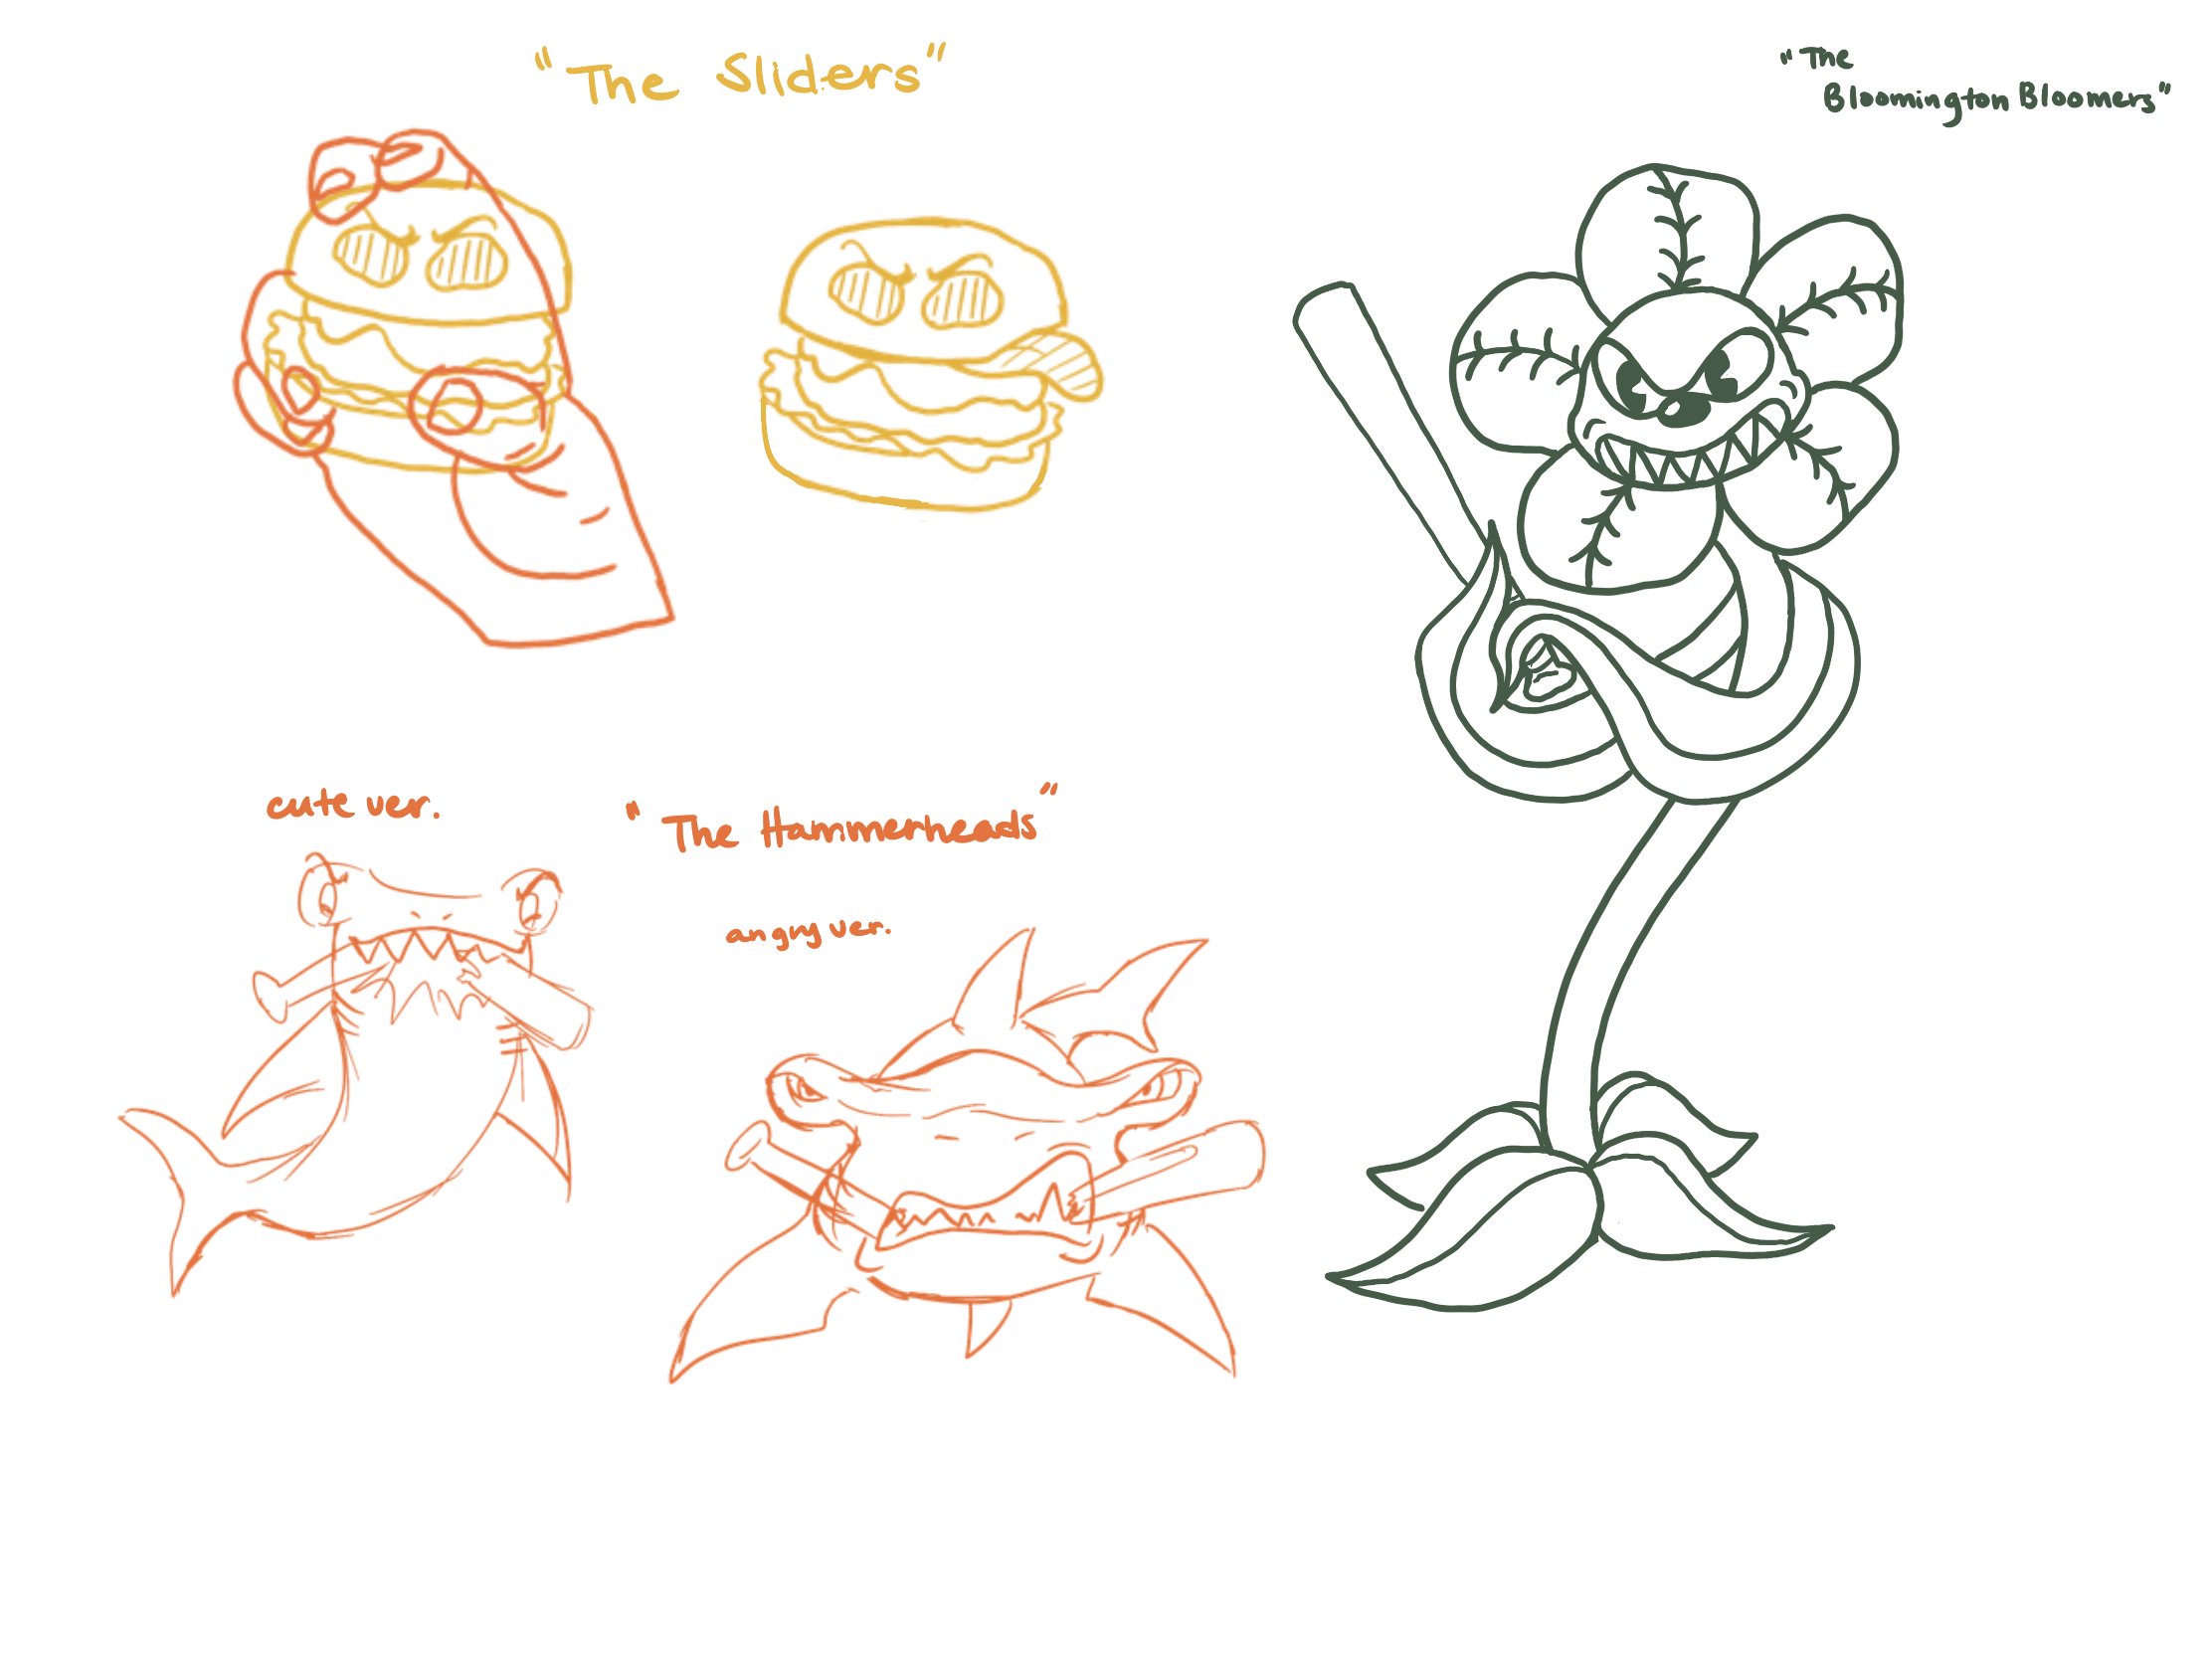 "The Sliders"
"The
Bloomington Bloomers"
cute ver.
"The Hammerheads"
angry ver.